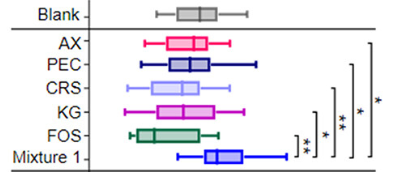 Blank
AX
PEC
CRS
KG
FOS
Mixture 1
**
*
**
*
*